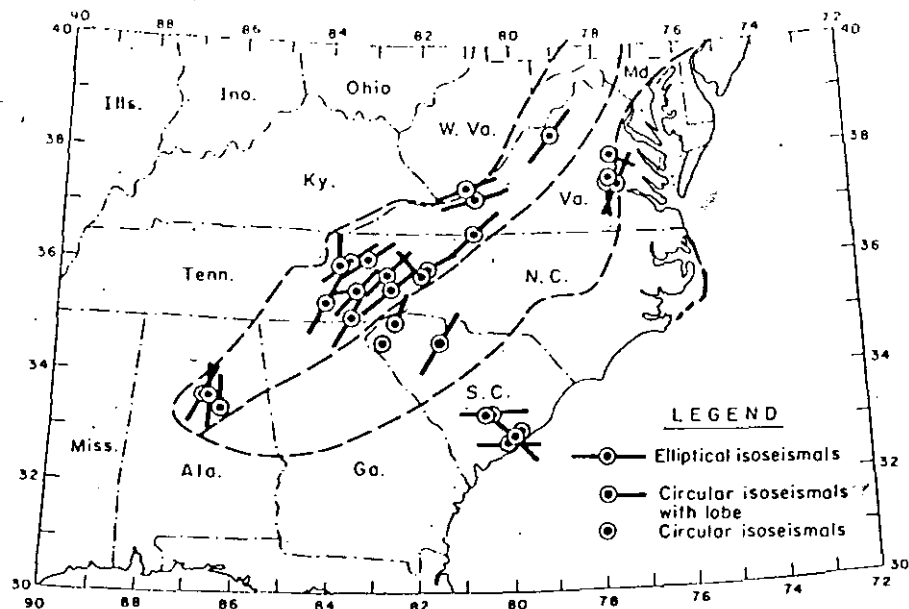 40 88 86 84 82 80 78 76 74 72
40
Ills. Ind. Ohio Md.
W. Va.
38 38
Ky. Va.
36 36
Tenn. N.C.
34 34
S.C.
LEGEND
Miss. Ala. Ga.
Elliptical isoseismals
32 32
Circular isoseismals
with lobe
Circular isoseismals
30 30
90 88 86 84 82 80 78 76 74 72